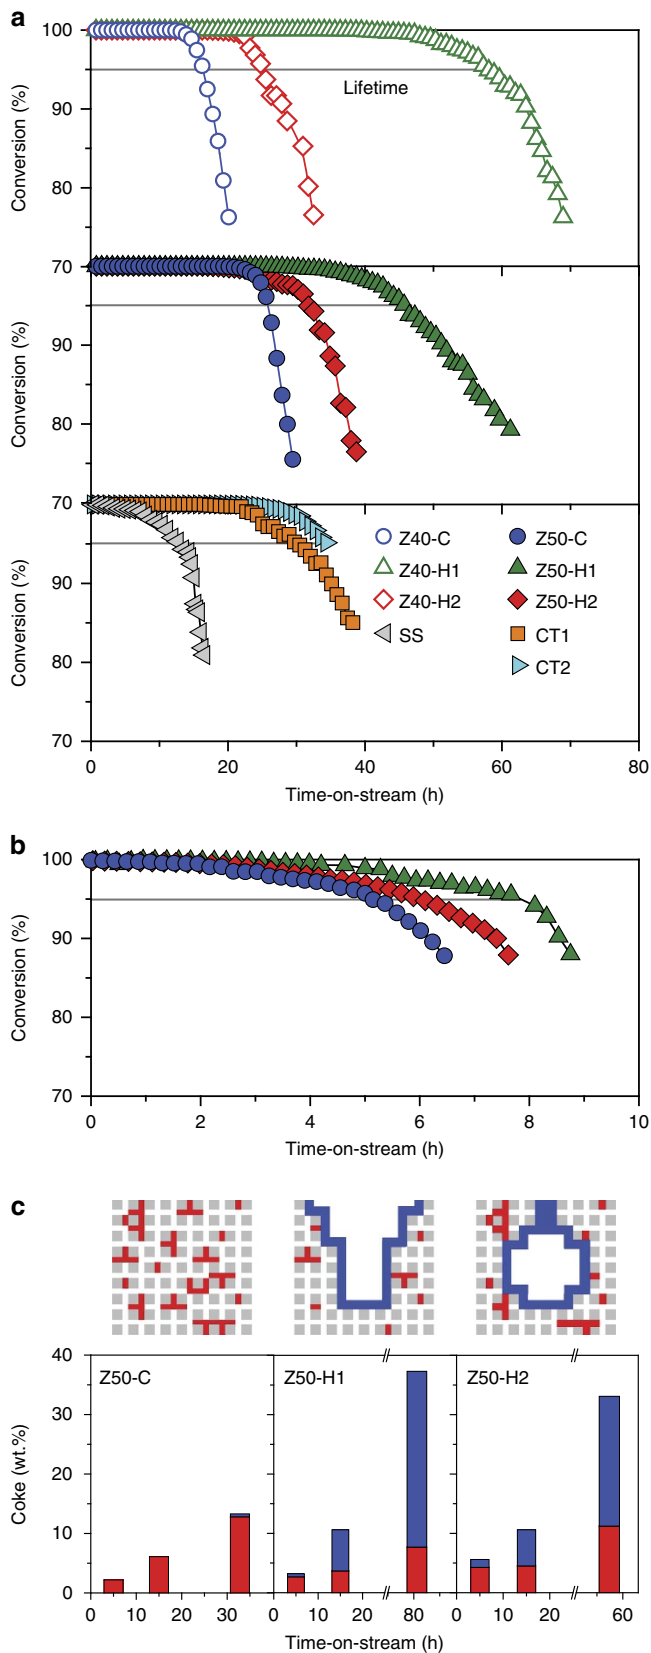 a
100
90
80
70
Conversion (%)
Lifetime
90
80
70
Conversion (%)
90
80
70
Conversion (%)
Z40-C
Z50-C
Z40-H1
Z50-H1
Z40-H2
Z50-H2
SS
CT1
CT2
0 20 40 60 80
Time-on-stream (h)
b
100
90
80
70
Conversion (%)
0 2 4 6 8 10
Time-on-stream (h)
c
40
30
20
10
0
Coke (wt.%)
Z50-C
Z50-H1
Z50-H2
0 10 20 30 0 10 20 80 0 10 20 60
Time-on-stream (h)